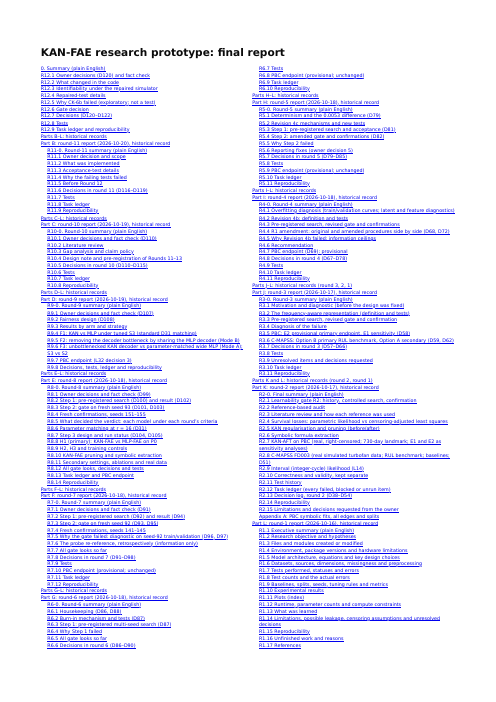 KAN-FAE research prototype: final report
0. Summary (plain English)
R12.1 Owner decisions (D120) and fact check
R12.2 What changed in the code
R12.3 Identifiability under the repaired simulator
R12.4 Repaired-test details
R12.5 Why CK-6b failed (exploratory; not a test)
R12.6 Gate decision
R12.7 Decisions (D120–D122)
R12.8 Tests
R12.9 Task ledger and reproducibility
Parts B–L: historical records
Part B: round-11 report (2026-10-20), historical record
R11-0. Round-11 summary (plain English)
R11.1 Owner decision and scope
R11.2 What was implemented
R11.3 Acceptance-test details
R11.4 Why the failing tests failed
R11.5 Before Round 12
R11.6 Decisions in round 11 (D116–D119)
R11.7 Tests
R11.8 Task ledger
R11.9 Reproducibility
Parts C–L: historical records
Part C: round-10 report (2026-10-19), historical record
R10-0. Round-10 summary (plain English)
R10.1 Owner decisions and fact check (D110)
R10.2 Literature review
R10.3 Gap analysis and claim policy
R10.4 Design note and pre-registration of Rounds 11–13
R10.5 Decisions in round 10 (D110–D115)
R10.6 Tests
R10.7 Task ledger
R10.8 Reproducibility
Parts D–L: historical records
Part D: round-9 report (2026-10-19), historical record
R9-0. Round-9 summary (plain English)
R9.1 Owner decisions and fact check (D107)
R9.2 Fairness design (D108)
R9.3 Results by arm and strategy
R9.4 F1: KAN vs MLP under tuned S3 (standard D31 matching)
R9.5 F2: removing the decoder bottleneck by sharing the MLP decoder (Mode B)
R9.6 F3: unbottlenecked KAN decoder vs parameter-matched wide MLP (Mode A);
S3 vs S2
R9.7 PBC endpoint (L32 decision 3)
R9.8 Decisions, tests, ledger and reproducibility
Parts E–L: historical records
Part E: round-8 report (2026-10-18), historical record
R8-0. Round-8 summary (plain English)
R8.1 Owner decisions and fact check (D99)
R8.2 Step 1: pre-registered search (D100) and result (D102)
R8.3 Step 2: gate on fresh seed 90 (D101, D103)
R8.4 Fresh confirmations, seeds 151–155
R8.5 What decided the verdict: each model under each round's criteria
R8.6 Parameter matching at r = 16 (D31)
R8.7 Step 3 design and run status (D104, D105)
R8.8 H1 (primary): KAN-FAE vs MLP-FAE on PD
R8.9 H2, H3 and training controls
R8.10 KAN-FAE pruning and symbolic extraction
R8.11 Secondary settings, ablations and real data
R8.12 All gate looks, decisions and tests
R8.13 Task ledger and PBC endpoint
R8.14 Reproducibility
Parts F–L: historical records
Part F: round-7 report (2026-10-18), historical record
R7-0. Round-7 summary (plain English)
R7.1 Owner decisions and fact check (D91)
R7.2 Step 1: pre-registered search (D92) and result (D94)
R7.3 Step 2: gate on fresh seed 92 (D93, D95)
R7.4 Fresh confirmations, seeds 141–145
R7.5 Why the gate failed: diagnostic on seed-92 train/validation (D96, D97)
R7.6 The probe re-reference, retrospectively (information only)
R7.7 All gate looks so far
R7.8 Decisions in round 7 (D91–D98)
R7.9 Tests
R7.10 PBC endpoint (provisional; unchanged)
R7.11 Task ledger
R7.12 Reproducibility
Parts G–L: historical records
Part G: round-6 report (2026-10-18), historical record
R6-0. Round-6 summary (plain English)
R6.1 Housekeeping (D86, D88)
R6.2 Burn-in mechanism and tests (D87)
R6.3 Step 1: pre-registered multi-seed search (D87)
R6.4 Why Step 1 failed
R6.5 All gate looks so far
R6.6 Decisions in round 6 (D86–D90)
R6.7 Tests
R6.8 PBC endpoint (provisional; unchanged)
R6.9 Task ledger
R6.10 Reproducibility
Parts H–L: historical records
Part H: round-5 report (2026-10-18), historical record
R5-0. Round-5 summary (plain English)
R5.1 Determinism and the 0.0053 difference (D79)
R5.2 Revision 4c mechanisms and new tests
R5.3 Step 1: pre-registered search and acceptance (D81)
R5.4 Step 2: amended gate and confirmations (D82)
R5.5 Why Step 2 failed
R5.6 Reporting fixes (owner decision 5)
R5.7 Decisions in round 5 (D79–D85)
R5.8 Tests
R5.9 PBC endpoint (provisional, unchanged)
R5.10 Task ledger
R5.11 Reproducibility
Parts I–L: historical records
Part I: round-4 report (2026-10-18), historical record
R4-0. Round-4 summary (plain English)
R4.1 Overfitting diagnosis (train/validation curves; latent and feature diagnostics)
R4.2 Revision 4b: definition and tests
R4.3 Pre-registered search, revised gate and confirmations
R4.4 R1 amendment: original and amended procedures side by side (D68, D72)
R4.5 Why Revision 4b failed: information ceilings
R4.6 Recommendation
R4.7 PBC endpoint (D69): provisional
R4.8 Decisions in round 4 (D67–D78)
R4.9 Tests
R4.10 Task ledger
R4.11 Reproducibility
Parts J–L: historical records (round 3, 2, 1)
Part J: round-3 report (2026-10-17), historical record
R3-0. Round-3 summary (plain English)
R3.1 Motivation and diagnosis (before the design was fixed)
R3.2 The frequency-aware representation (definition and tests)
R3.3 Pre-registered search, revised gate and confirmation
R3.4 Diagnosis of the failure
R3.5 PBC: E2 provisional primary endpoint, E1 sensitivity (D58)
R3.6 C-MAPSS: Option B primary RUL benchmark, Option A secondary (D59, D62)
R3.7 Decisions in round 3 (D57–D66)
R3.8 Tests
R3.9 Unresolved items and decisions requested
R3.10 Task ledger
R3.11 Reproducibility
Parts K and L: historical records (round 2, round 1)
Part K: round-2 report (2026-10-17), historical record
R2-0. Final summary (plain English)
R2.1 Learnability gate R2: history, controlled search, confirmation
R2.2 Reference-based audit
R2.3 Literature review and how each reference was used
R2.4 Survival losses: parametric likelihood vs censoring-adjusted least squares
R2.5 KAN regularisation and pruning (before/after)
R2.6 Symbolic formula extraction
R2.7 KAN-AFT on PBC (real, right-censored; 730-day landmark; E1 and E2 as
sensitivity analyses)
R2.8 C-MAPSS FD001 (real simulated turbofan data; RUL benchmark; baselines;
D51)
R2.9 Interval (integer-cycle) likelihood (L14)
R2.10 Correctness and validity, kept separate
R2.11 Test history
R2.12 Task ledger (every failed, blocked or unrun item)
R2.13 Decision log, round 2 (D38–D54)
R2.14 Reproducibility
R2.15 Limitations and decisions requested from the owner
Appendix A: PBC symbolic fits, all edges and splits
Part L: round-1 report (2026-10-16), historical record
R1.1 Executive summary (plain English)
R1.2 Research objective and hypotheses
R1.3 Files and modules created or modified
R1.4 Environment, package versions and hardware limitations
R1.5 Model architecture, equations and key design choices
R1.6 Datasets, sources, dimensions, missingness and preprocessing
R1.7 Tests performed, statuses and errors
R1.8 Test counts and the actual errors
R1.9 Baselines, splits, seeds, tuning rules and metrics
R1.10 Experimental results
R1.11 Plots (index)
R1.12 Runtime, parameter counts and compute constraints
R1.13 What was learned
R1.14 Limitations, possible leakage, censoring assumptions and unresolved
decisions
R1.15 Reproducibility
R1.16 Unfinished work and reasons
R1.17 References